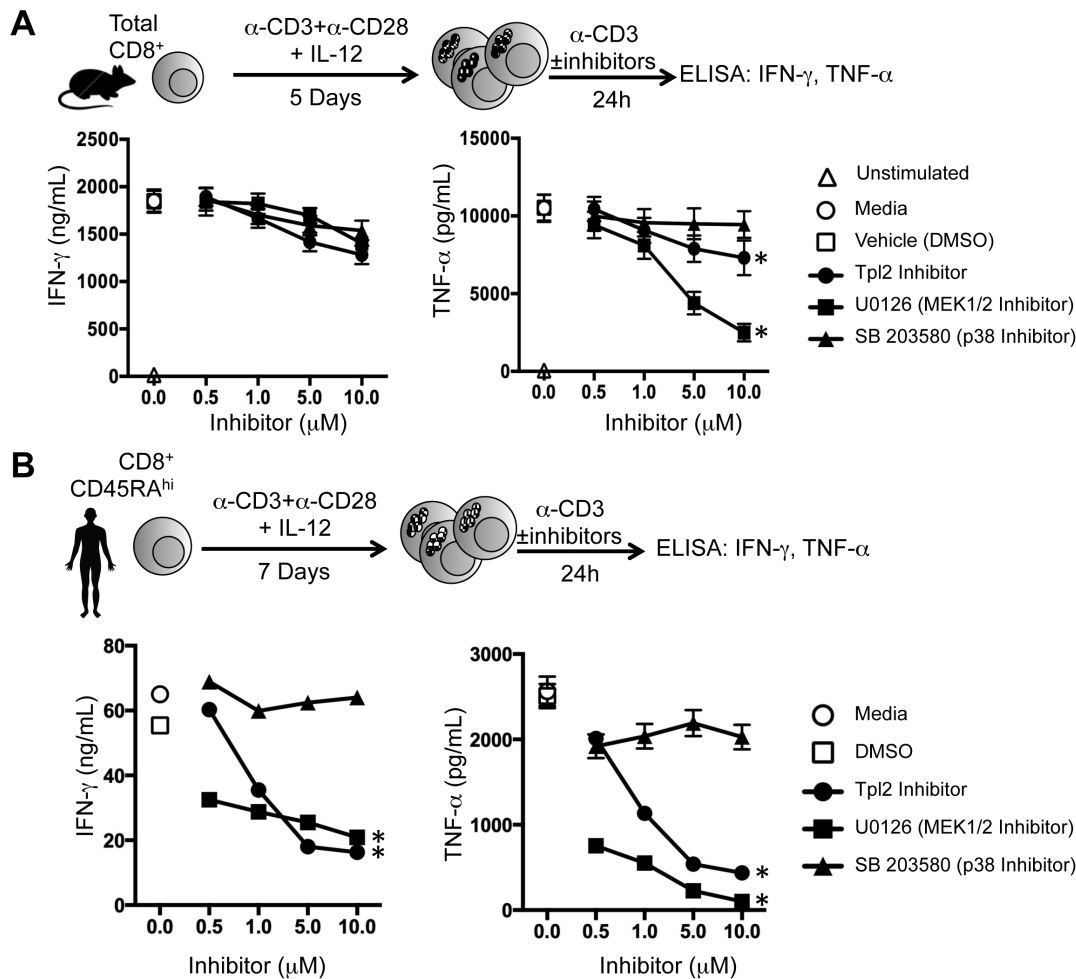 A
Total
CD8+
α-CD3+α-CD28
+ IL-12
5 Days
α-CD3
±inhibitors
24h
ELISA: IFN-γ, TNF-α
IFN-γ (ng/mL)
2500
2000
1500
1000
500
0
0.0 0.5 1.0 5.0 10.0
Inhibitor (μM)
TNF-α (pg/mL)
15000
10000
5000
0
*
*
0.0 0.5 1.0 5.0 10.0
Inhibitor (μM)
Unstimulated
Media
Vehicle (DMSO)
Tpl2 Inhibitor
U0126 (MEK1/2 Inhibitor)
SB 203580 (p38 Inhibitor)
B
CD8+
CD45RAhi
α-CD3+α-CD28
+ IL-12
7 Days
α-CD3
±inhibitors
24h
ELISA: IFN-γ, TNF-α
IFN-γ (ng/mL)
80
60
40
20
0
*
*
0.0 0.5 1.0 5.0 10.0
Inhibitor (μM)
TNF-α (pg/mL)
3000
2000
1000
0
*
*
0.0 0.5 1.0 5.0 10.0
Inhibitor (μM)
Media
DMSO
Tpl2 Inhibitor
U0126 (MEK1/2 Inhibitor)
SB 203580 (p38 Inhibitor)